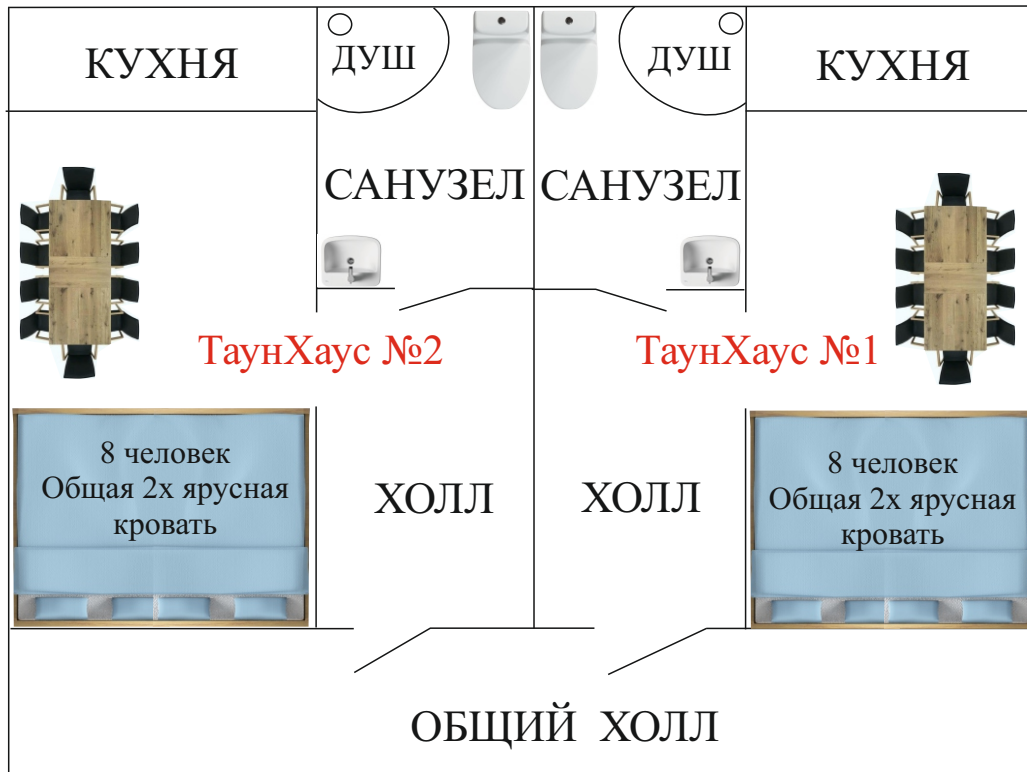 КУХНЯ
ДУШ
ДУШ
КУХНЯ
САНУЗЕЛ
САНУЗЕЛ
ТаунХаус №2
ТаунХаус №1
8 человек
Общая 2х ярусная
кровать
ХОЛЛ
ХОЛЛ
8 человек
Общая 2х ярусная
кровать
ОБЩИЙ ХОЛЛ